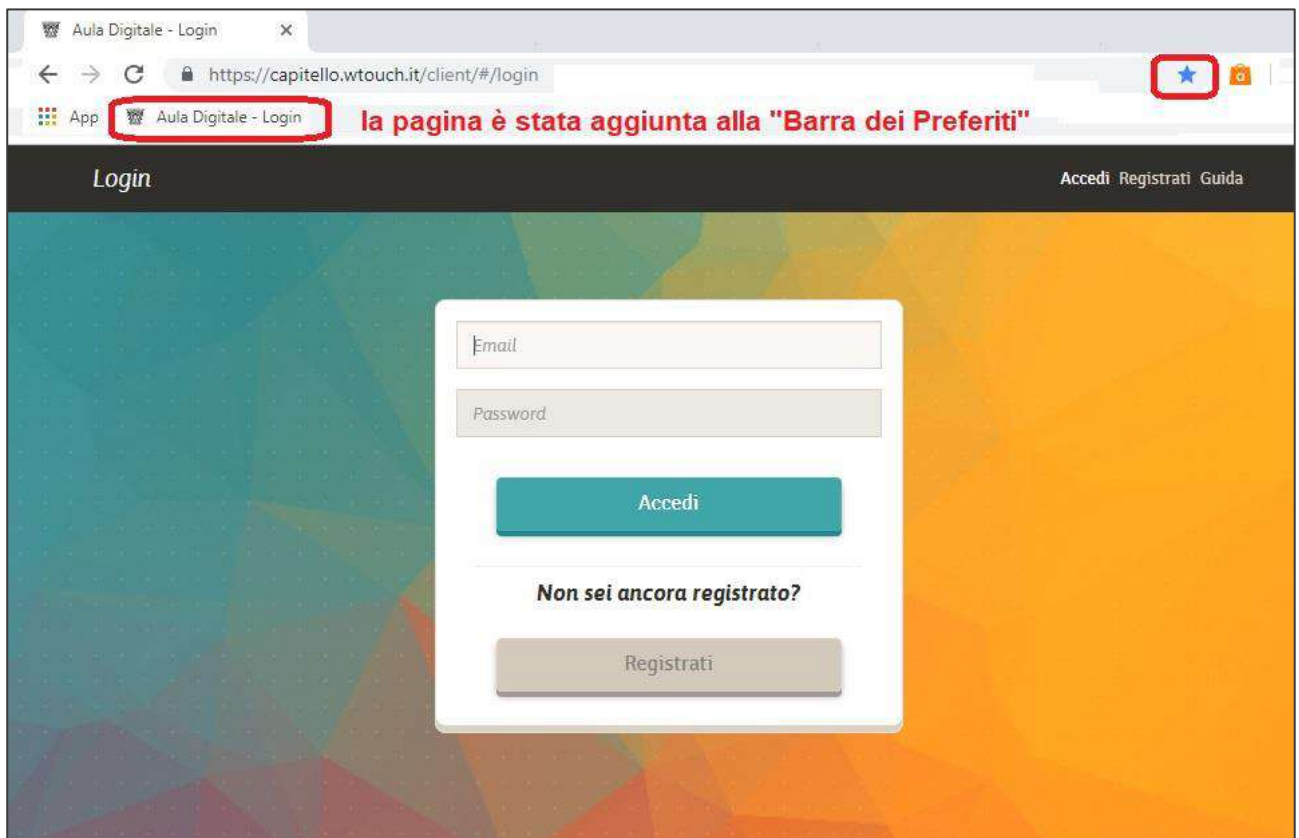 Aula Digitale - Login
https://capitello.wtouch.it/client/#/login
App Aula Digitale - Login la pagina è stata aggiunta alla "Barra dei Preferiti"
Login Accedi Registrati Guida
Email
Password
Accedi
Non sei ancora registrato?
Registrati